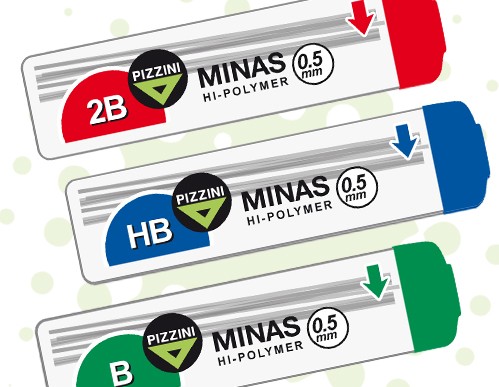 2B
PIZZINI
MINAS 0.5 mm
HI-POLYMER
HB
PIZZINI
MINAS 0.5 mm
HI-POLYMER
B
PIZZINI
MINAS 0.5 mm
HI-POLYMER